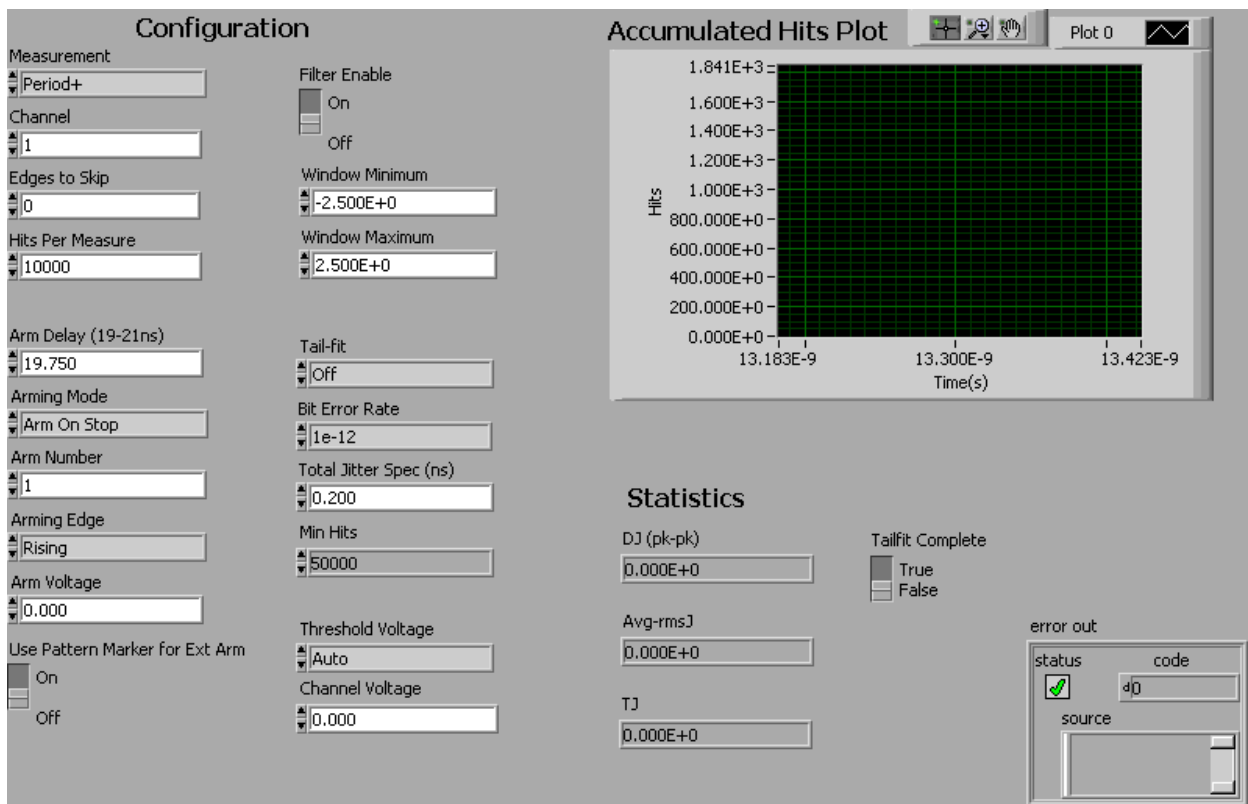 Configuration
Measurement
Period+
Channel
1
Edges to Skip
0
Hits Per Measure
10000
Arm Delay (19-21ns)
19.750
Arming Mode
Arm On Stop
Arm Number
1
Arming Edge
Rising
Arm Voltage
0.000
Use Pattern Marker for Ext Arm
On
Off
Filter Enable
On
Off
Window Minimum
-2.500E+0
Window Maximum
2.500E+0
Tail-fit
Off
Bit Error Rate
1e-12
Total Jitter Spec (ns)
0.200
Min Hits
50000
Threshold Voltage
Auto
Channel Voltage
0.000
Accumulated Hits Plot
Plot 0
1.841E+3
1.600E+3
1.400E+3
1.200E+3
1.000E+3
800.000E+0
600.000E+0
400.000E+0
200.000E+0
0.000E+0
Hits
13.183E-9 13.300E-9 13.423E-9
Time(s)
Statistics
DJ (pk-pk)
0.000E+0
Avg-rmsJ
0.000E+0
TJ
0.000E+0
Tailfit Complete
True
False
error out
status code
d0
source